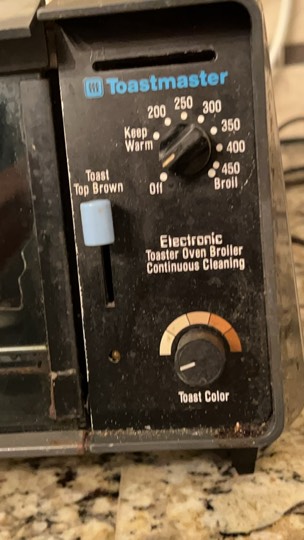 Toastmaster
200 250 300
350
400
450
Keep
Warm
Off
Broil
Toast
Top Brown
Electronic
Toaster Oven Broiler
Continuous Cleaning
Toast Color